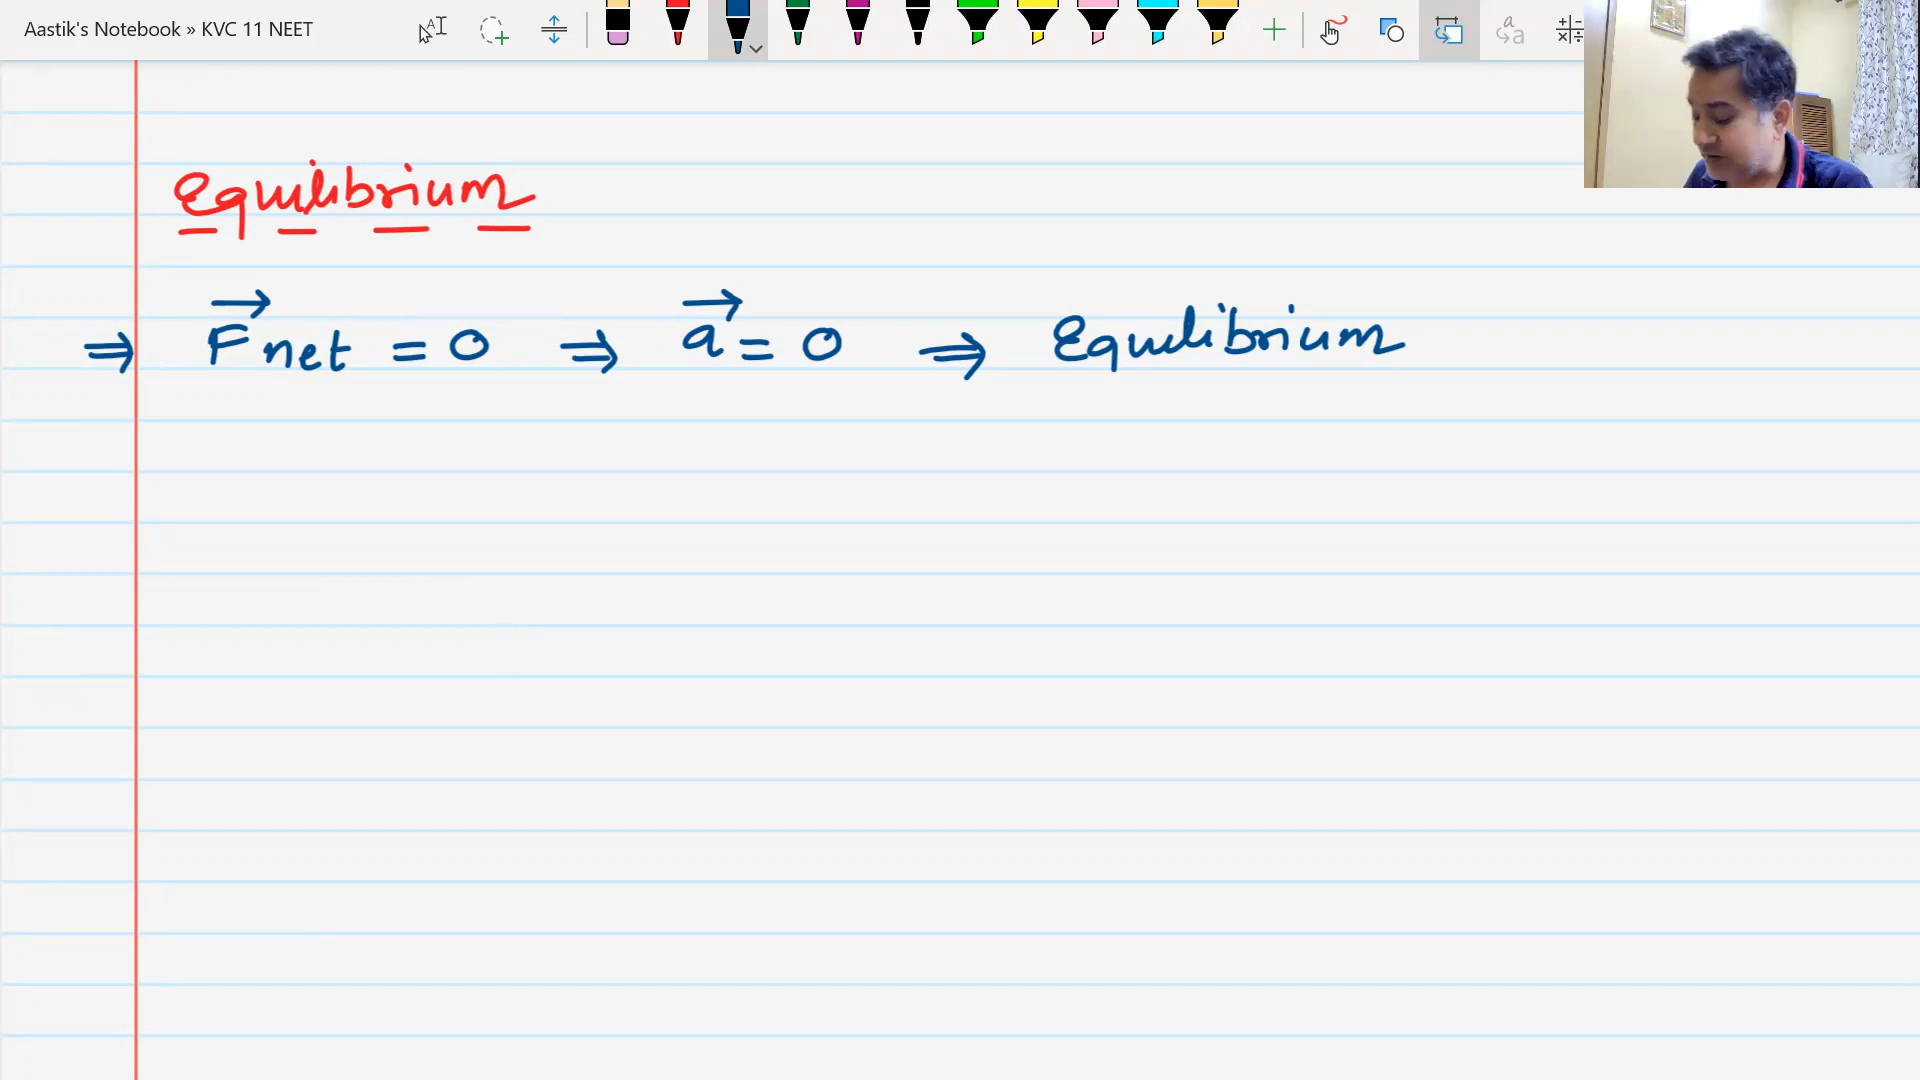 Aastik's Notebook » KVC 11 NEET
Equilibrium
⇒ F⃗ net = 0 ⇒ a⃗ = 0 ⇒ Equilibrium